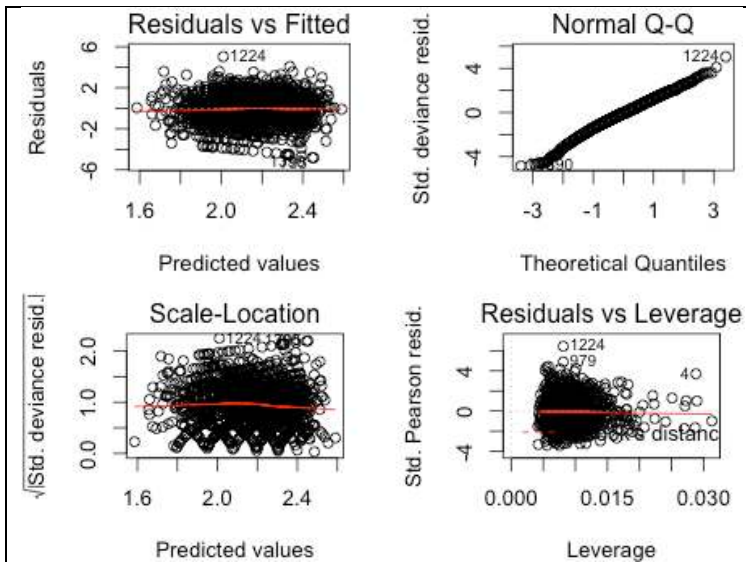 Residuals vs Fitted
1224
Residuals
6
2
-2
-6
1.6
2.0
2.4
Predicted values
Normal Q-Q
1224
Std. deviance resid.
4
0
-4
-3
-1
1
3
Theoretical Quantiles
Scale-Location
1224
√|Std. deviance resid.|
2.0
1.0
0.0
1.6
2.0
2.4
Predicted values
Residuals vs Leverage
1224
979
4
distanc
Std. Pearson resid.
4
0
-4
0.000
0.015
0.030
Leverage